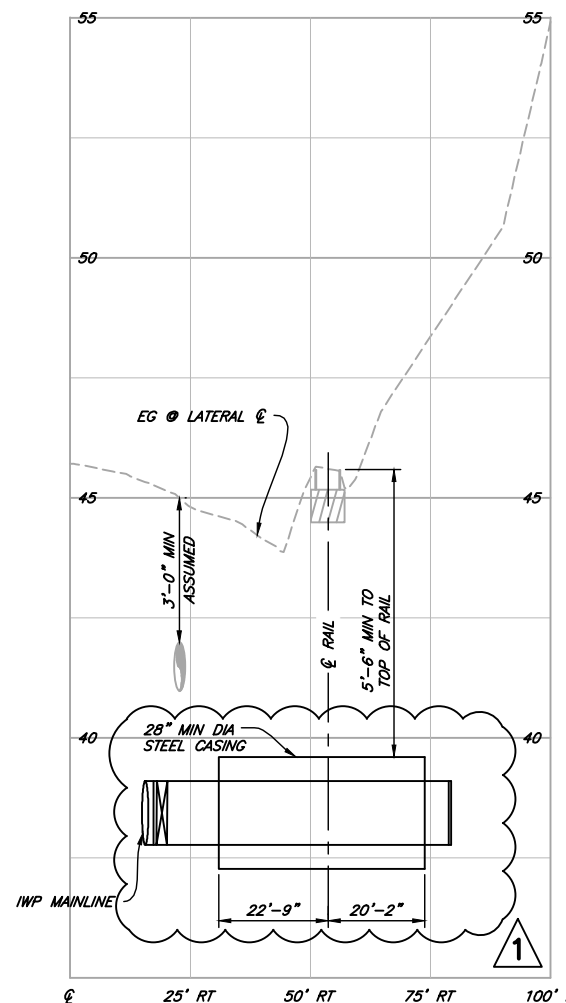 55 55
50 50
EG @ LATERAL ℄
45 45
3'-0" MIN
ASSUMED
℄ RAIL
5'-6" MIN TO
TOP OF RAIL
28" MIN DIA
STEEL CASING
40 40
IWP MAINLINE
22'-9" 20'-2"
1
℄ 25' RT 50' RT 75' RT 100'